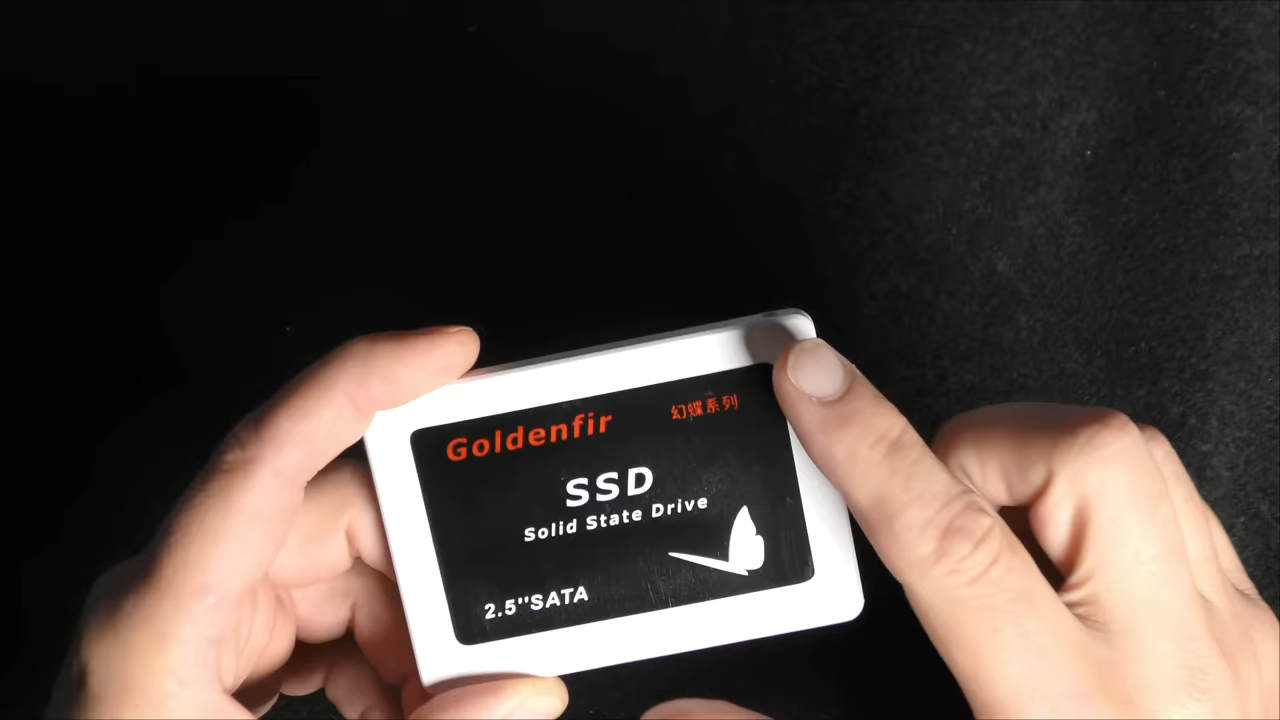 Goldenfir
幻蝶系列
SSD
Solid State Drive
2.5''SATA